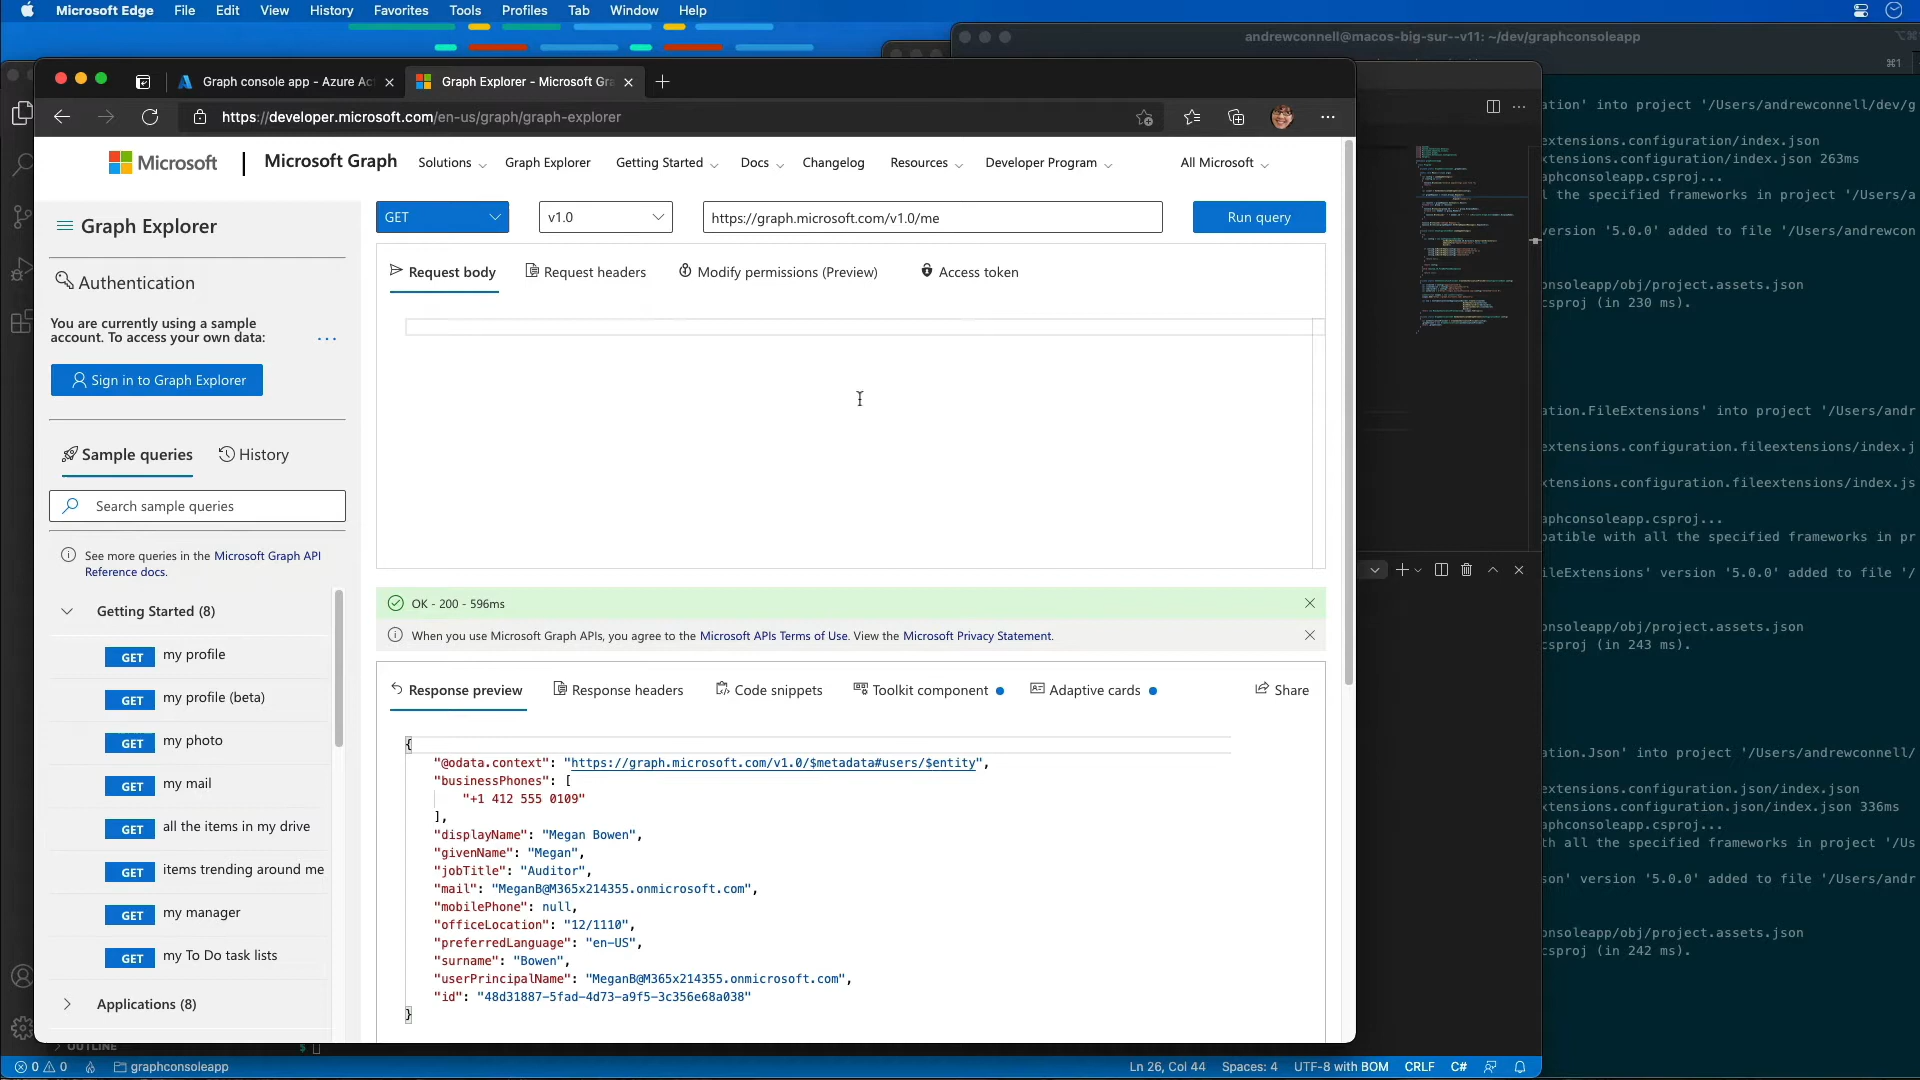 Microsoft Edge File Edit View History Favorites Tools Profiles Tab Window Help
andrewconnell@macos-big-sur--v11: ~/dev/graphconsoleapp
⌘1
Graph console app - Azure Ac
Graph Explorer - Microsoft Gra
https://developer.microsoft.com/en-us/graph/graph-explorer
Microsoft
Microsoft Graph
Solutions
Graph Explorer
Getting Started
Docs
Changelog
Resources
Developer Program
All Microsoft
Graph Explorer
GET
v1.0
https://graph.microsoft.com/v1.0/me
Run query
Authentication
You are currently using a sample
account. To access your own data:
...
Sign in to Graph Explorer
Request body
Request headers
Modify permissions (Preview)
Access token
Sample queries
History
Search sample queries
See more queries in the Microsoft Graph API
Reference docs.
Getting Started (8)
GET my profile
GET my profile (beta)
GET my photo
GET my mail
GET all the items in my drive
GET items trending around me
GET my manager
GET my To Do task lists
Applications (8)
OK - 200 - 596ms
When you use Microsoft Graph APIs, you agree to the Microsoft APIs Terms of Use. View the Microsoft Privacy Statement.
Response preview
Response headers
Code snippets
Toolkit component
Adaptive cards
Share
{
"@odata.context": "https://graph.microsoft.com/v1.0/$metadata#users/$entity",
"businessPhones": [
"+1 412 555 0109"
],
"displayName": "Megan Bowen",
"givenName": "Megan",
"jobTitle": "Auditor",
"mail": "MeganB@M365x214355.onmicrosoft.com",
"mobilePhone": null,
"officeLocation": "12/1110",
"preferredLanguage": "en-US",
"surname": "Bowen",
"userPrincipalName": "MeganB@M365x214355.onmicrosoft.com",
"id": "48d31887-5fad-4d73-a9f5-3c356e68a038"
}
ation' into project '/Users/andrewconnell/dev/g
extensions.configuration/index.json
extensions.configuration/index.json 263ms
aphconsoleapp.csproj...
l the specified frameworks in project '/Users/a
version '5.0.0' added to file '/Users/andrewcon
onsoleapp/obj/project.assets.json
csproj (in 230 ms).
ation.FileExtensions' into project '/Users/andr
extensions.configuration.fileextensions/index.j
xtensions.configuration.fileextensions/index.js
aphconsoleapp.csproj...
patible with all the specified frameworks in pr
ileExtensions' version '5.0.0' added to file '/
onsoleapp/obj/project.assets.json
csproj (in 243 ms).
ation.Json' into project '/Users/andrewconnell/
extensions.configuration.json/index.json
xtensions.configuration.json/index.json 336ms
aphconsoleapp.csproj...
th all the specified frameworks in project '/Us
son' version '5.0.0' added to file '/Users/andr
onsoleapp/obj/project.assets.json
csproj (in 242 ms).
OUTLINE
$
0 0 graphconsoleapp
Ln 26, Col 44 Spaces: 4 UTF-8 with BOM CRLF C#